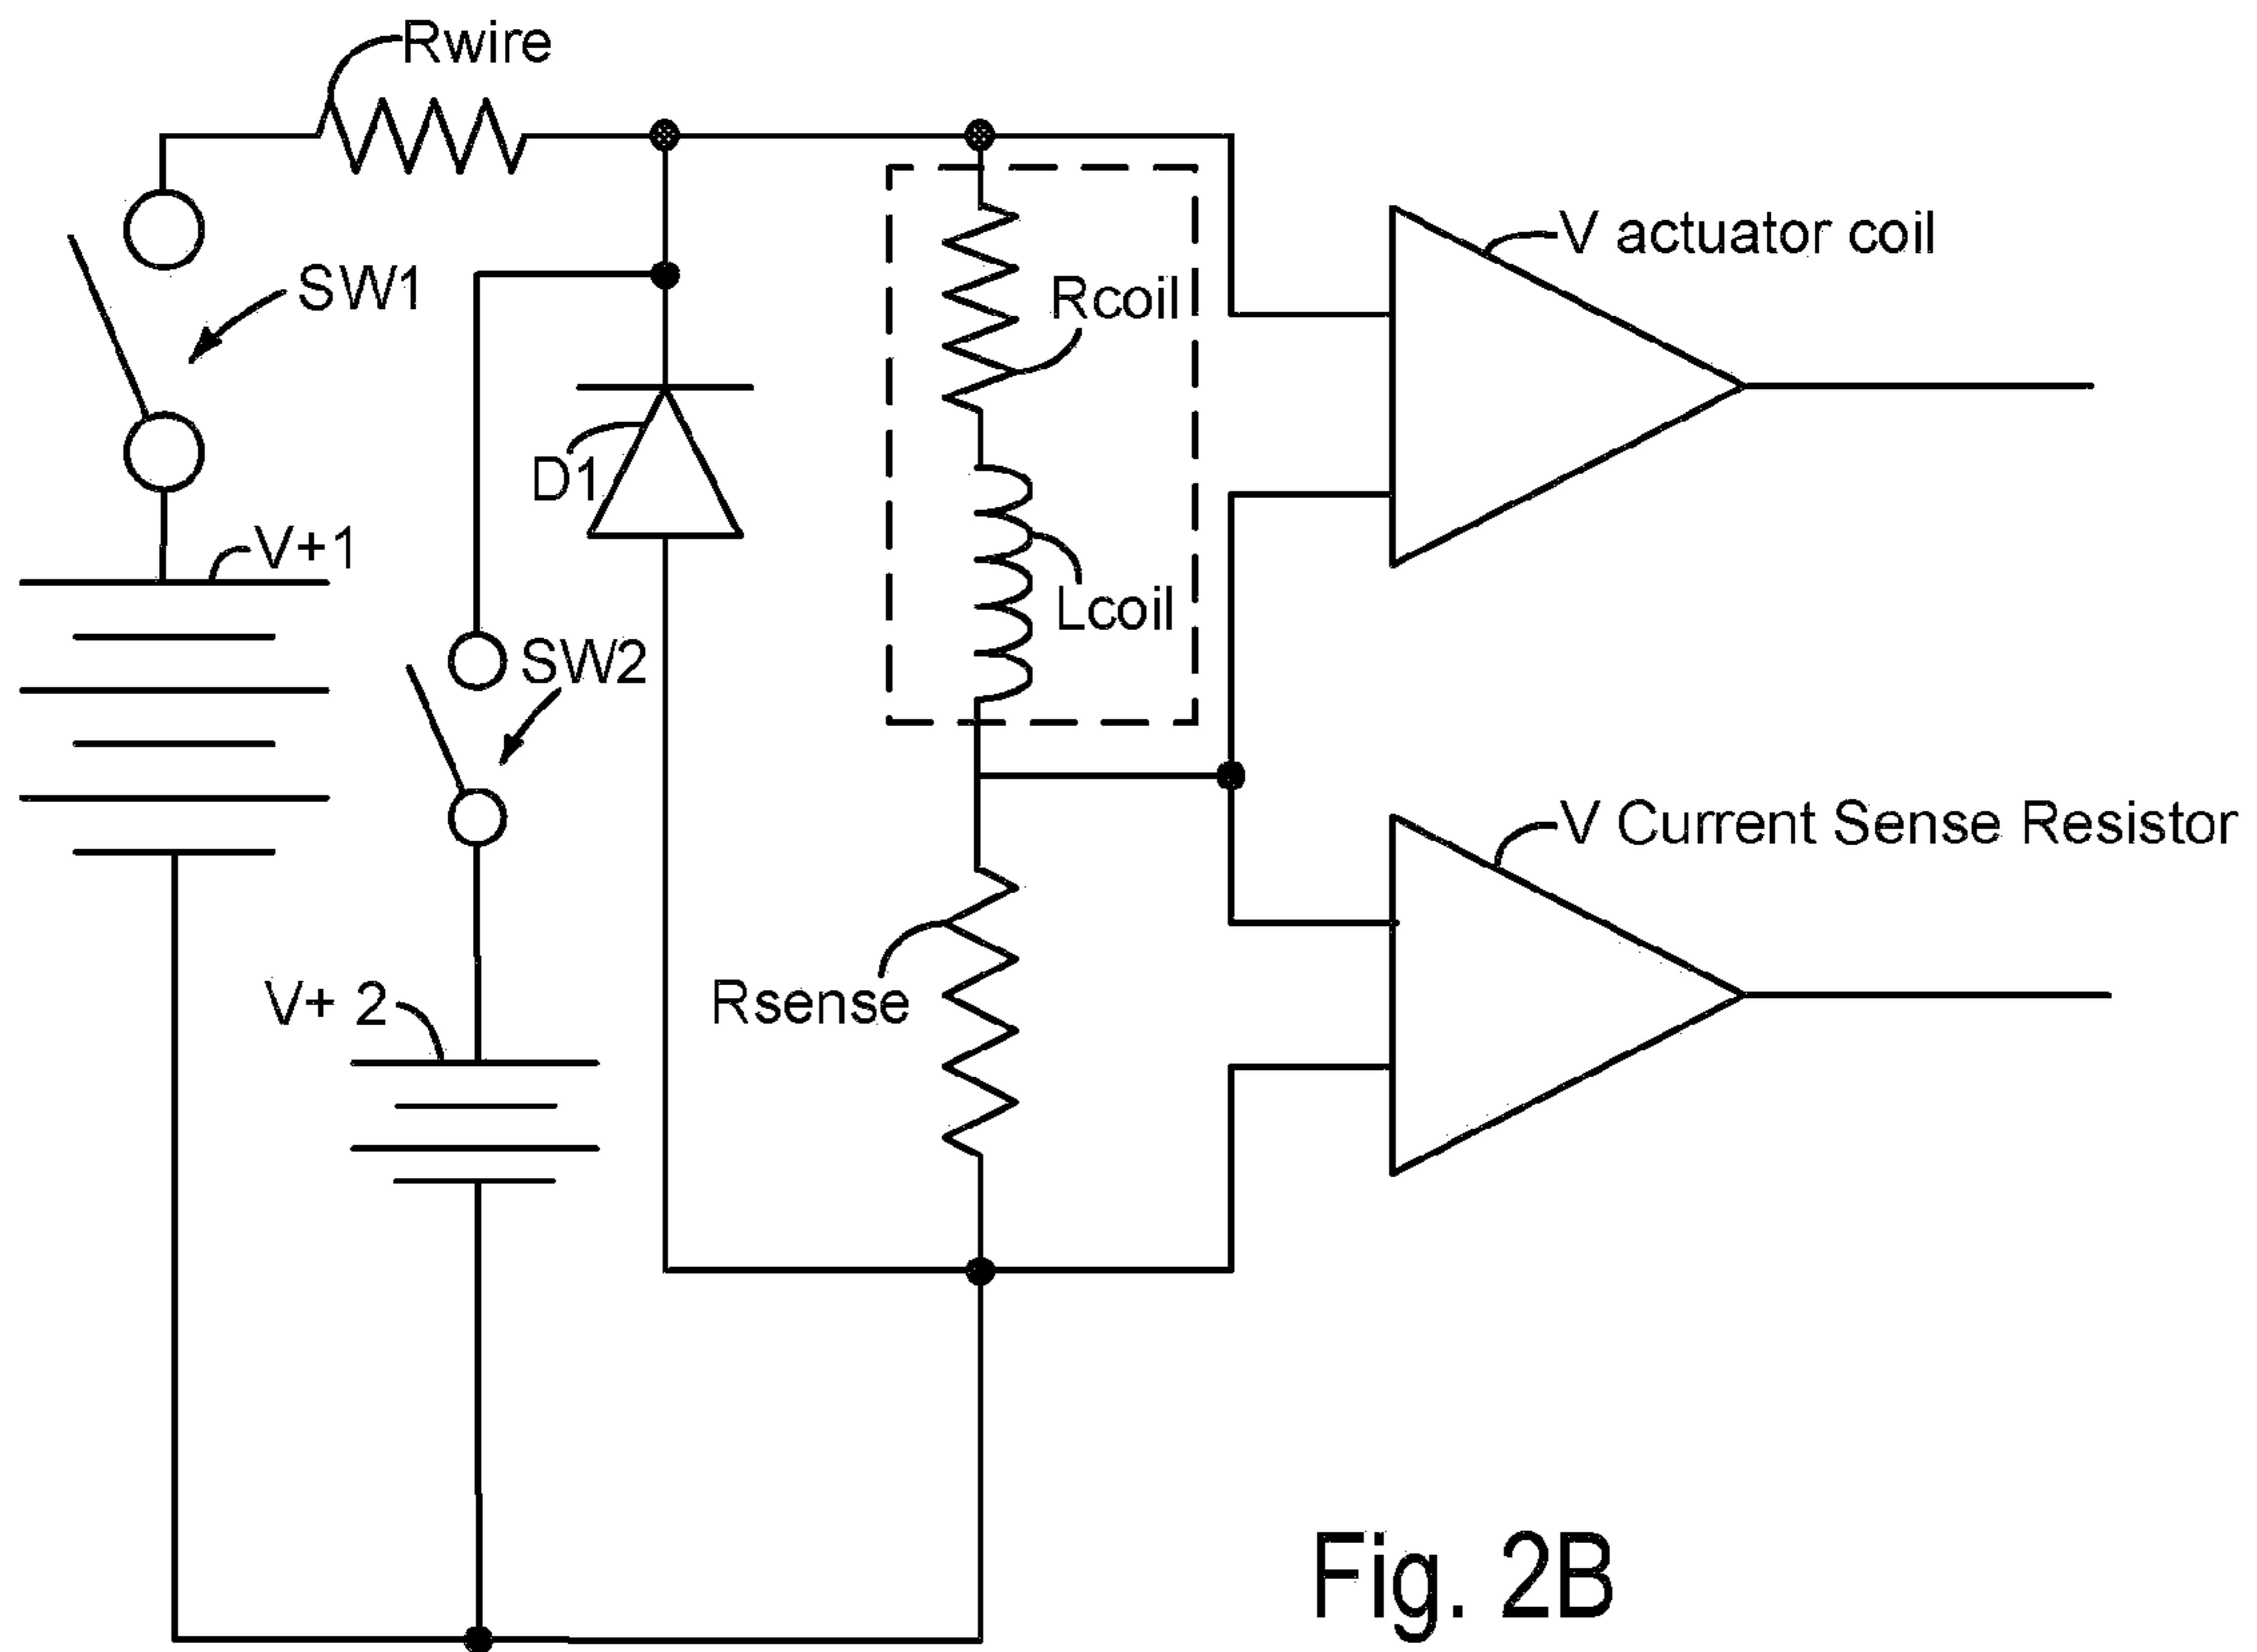 Rwire
V actuator coil
SW1
Rcoil
D1
V+1
Lcoil
SW2
V Current Sense Resistor
V+ 2
Rsense
Fig. 2B